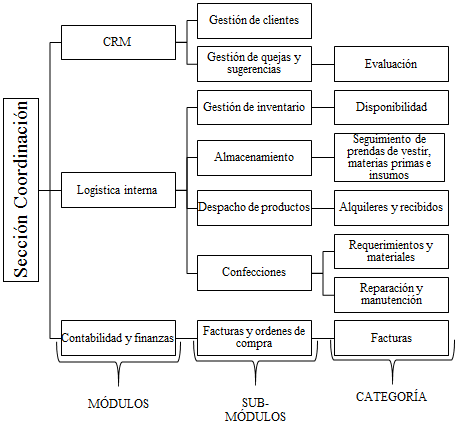 Sección Coordinación
CRM
Gestión de clientes
Gestión de quejas y
sugerencias
Evaluación
Logística interna
Gestión de inventario
Disponibilidad
Almacenamiento
Seguimiento de
prendas de vestir,
materias primas e
insumos
Despacho de productos
Alquileres y recibidos
Confecciones
Requerimientos y
materiales
Reparación y
manutención
Contabilidad y finanzas
Facturas y ordenes de
compra
Facturas
MÓDULOS
SUB-
MÓDULOS
CATEGORÍA